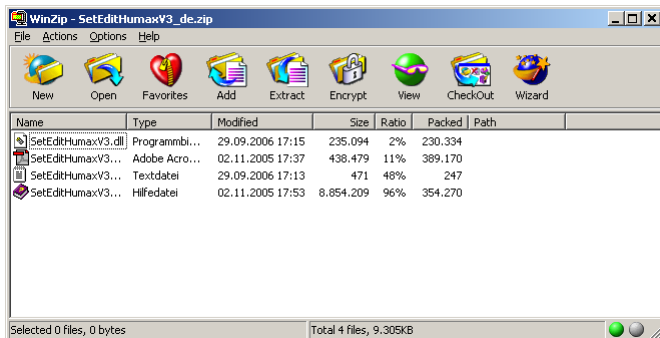 WinZip - SetEditHumaxV3_de.zip
File Actions Options Help
New Open Favorites Add Extract Encrypt View CheckOut Wizard
Name Type Modified Size Ratio Packed Path
SetEditHumaxV3.dll Programmbi... 29.09.2006 17:15 235.094 2% 230.334
SetEditHumaxV3... Adobe Acro... 02.11.2005 17:37 438.479 11% 389.170
SetEditHumaxV3... Textdatei 29.09.2006 17:13 471 48% 247
SetEditHumaxV3... Hilfedatei 02.11.2005 17:53 8.854.209 96% 354.270
Selected 0 files, 0 bytes Total 4 files, 9.305KB